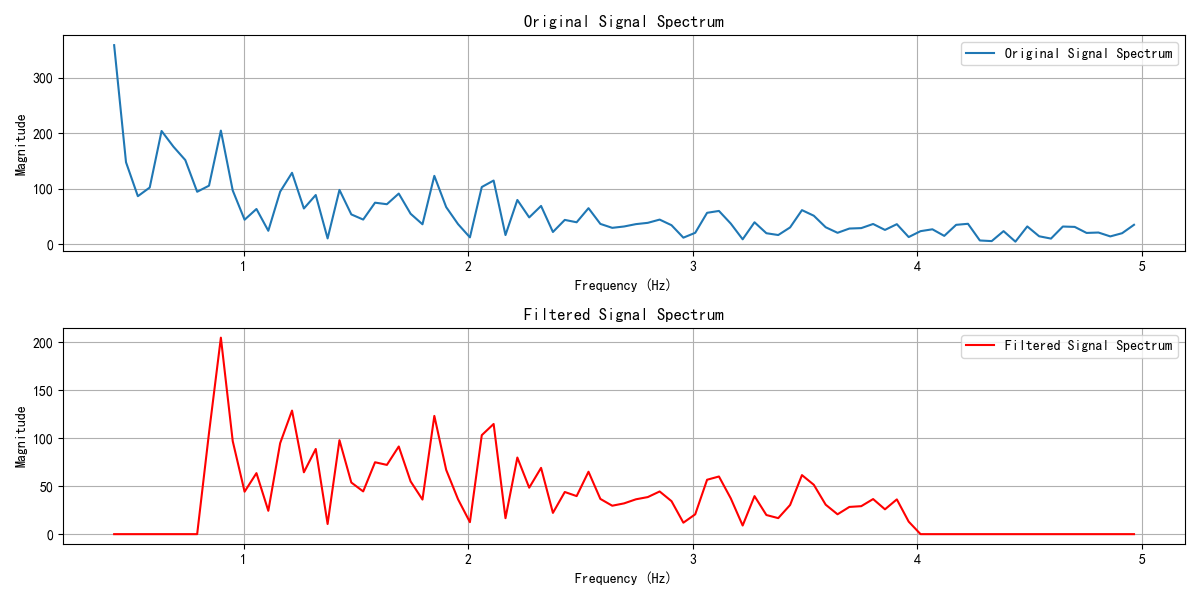 Original Signal Spectrum
Original Signal Spectrum
Magnitude
300
200
100
0
1 2 3 4 5
Frequency (Hz)
Filtered Signal Spectrum
Filtered Signal Spectrum
Magnitude
200
150
100
50
0
1 2 3 4 5
Frequency (Hz)